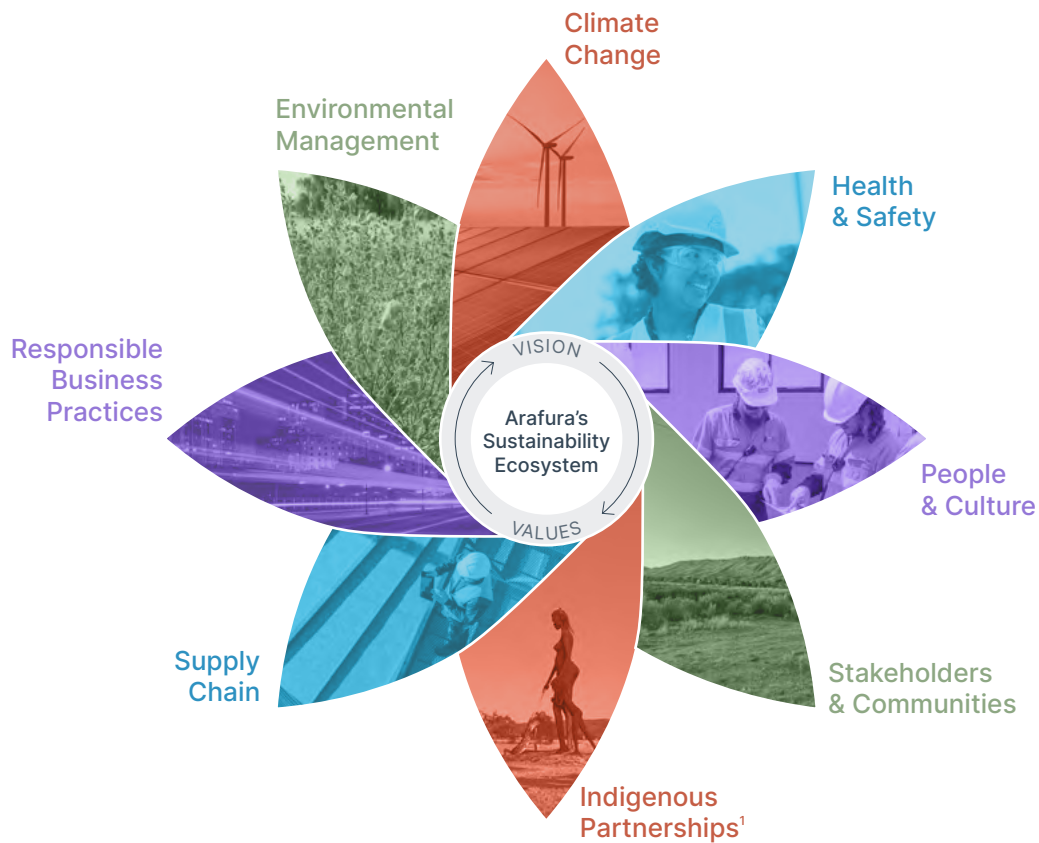 Climate
Change
Environmental
Management
Health
& Safety
Responsible
Business
Practices
VISION
Arafura’s
Sustainability
Ecosystem
VALUES
People
& Culture
Supply
Chain
Stakeholders
& Communities
Indigenous
Partnerships¹